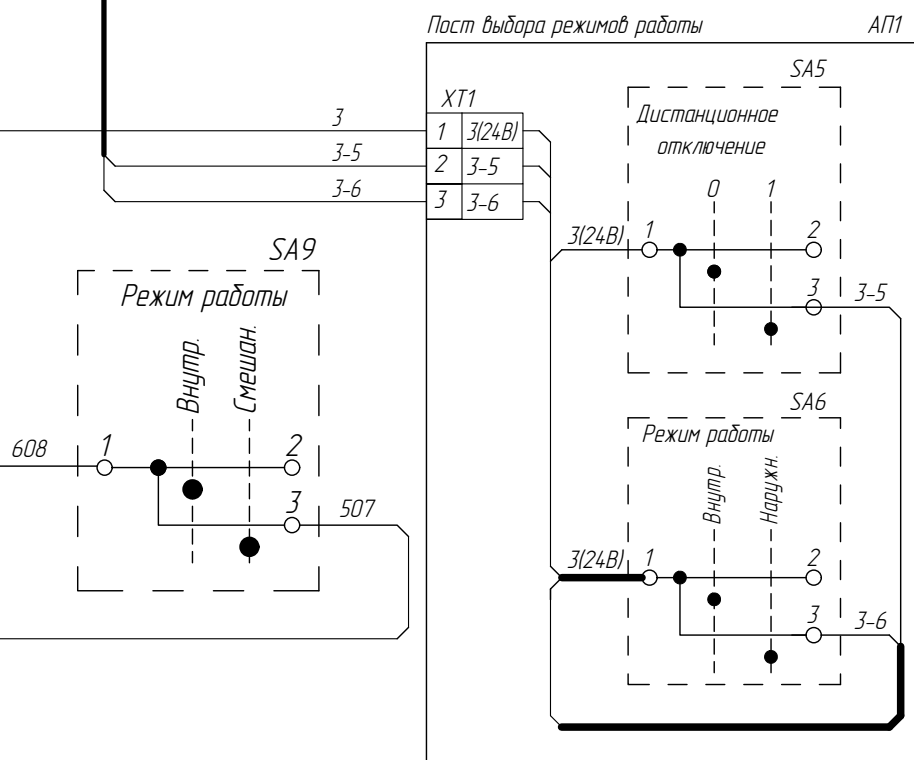 Пост выбора режимов работы АП1
SA5
XT1
Дистанционное
отключение
3
1 3(24В)
3-5
2 3-5
3-6
3 3-6
0 1
3(24В) 1 2
3 3-5
SA9
Режим работы
Внутр.
Смешан.
608 1 2
3 507
SA6
Режим работы
Внутр.
Наружн.
3(24В) 1 2
3 3-6